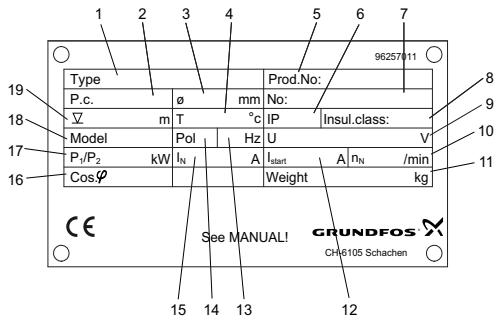 1 2 3 4 5 6 7
96257011
Type Prod.No:
P.c. ø mm No:
19 ∇ m T °c IP Insul.class: 8
18 Model Pol Hz U V 9
17 P1/P2 kW IN A Istart A nN /min 10
16 Cos.φ Weight kg 11
CE See MANUAL! GRUNDFOS
CH-6105 Schachen
15 14 13 12